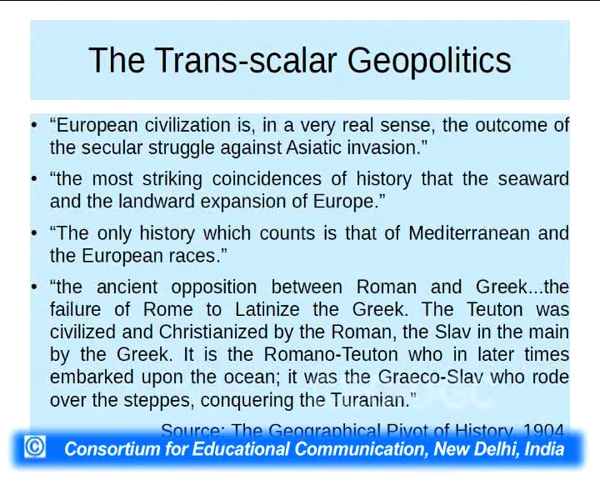 The Trans-scalar Geopolitics
• “European civilization is, in a very real sense, the outcome of
the secular struggle against Asiatic invasion.”
• “the most striking coincidences of history that the seaward
and the landward expansion of Europe.”
• “The only history which counts is that of Mediterranean and
the European races.”
• “the ancient opposition between Roman and Greek...the
failure of Rome to Latinize the Greek. The Teuton was
civilized and Christianized by the Roman, the Slav in the main
by the Greek. It is the Romano-Teuton who in later times
embarked upon the ocean; it was the Graeco-Slav who rode
over the steppes, conquering the Turanian.”
Source: The Geographical Pivot of History, 1904.
© Consortium for Educational Communication, New Delhi, India